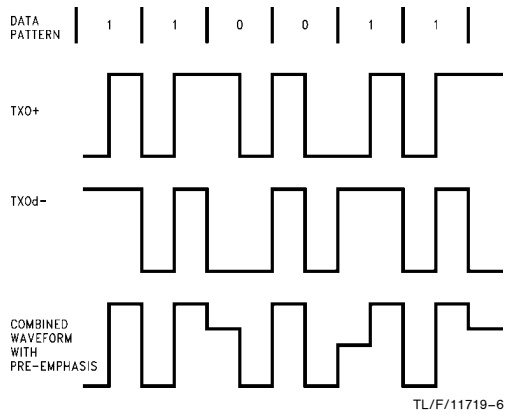 DATA
PATTERN
1 1 0 0 1 1
TXO+
TXOd-
COMBINED
WAVEFORM
WITH
PRE-EMPHASIS
TL/F/11719-6